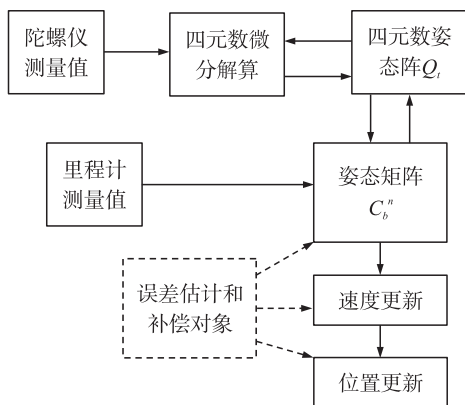 陀螺仪
测量值
四元数微
分解算
四元数姿
态阵Q_t
里程计
测量值
姿态矩阵
C_b^n
误差估计和
补偿对象
速度更新
位置更新